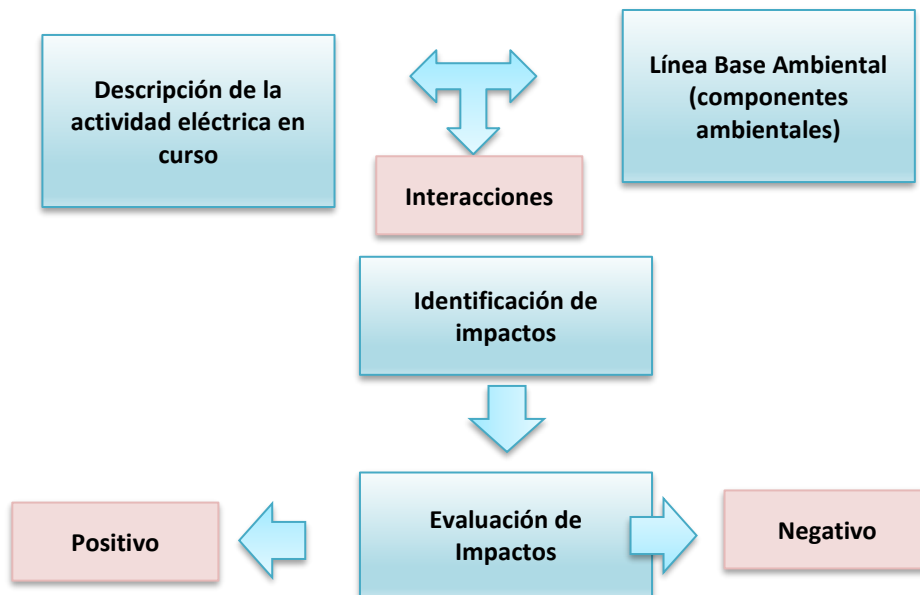 Descripción de la
actividad eléctrica en
curso
Línea Base Ambiental
(componentes
ambientales)
Interacciones
Identificación de
impactos
Evaluación de
Impactos
Positivo
Negativo